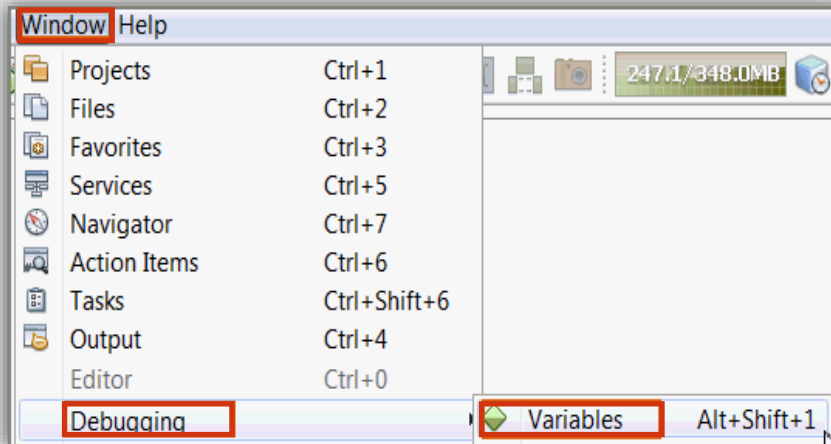 Window Help
Projects Ctrl+1
247.1/348.0MB
Files Ctrl+2
Favorites Ctrl+3
Services Ctrl+5
Navigator Ctrl+7
Action Items Ctrl+6
Tasks Ctrl+Shift+6
Output Ctrl+4
Editor Ctrl+0
Debugging
Variables Alt+Shift+1